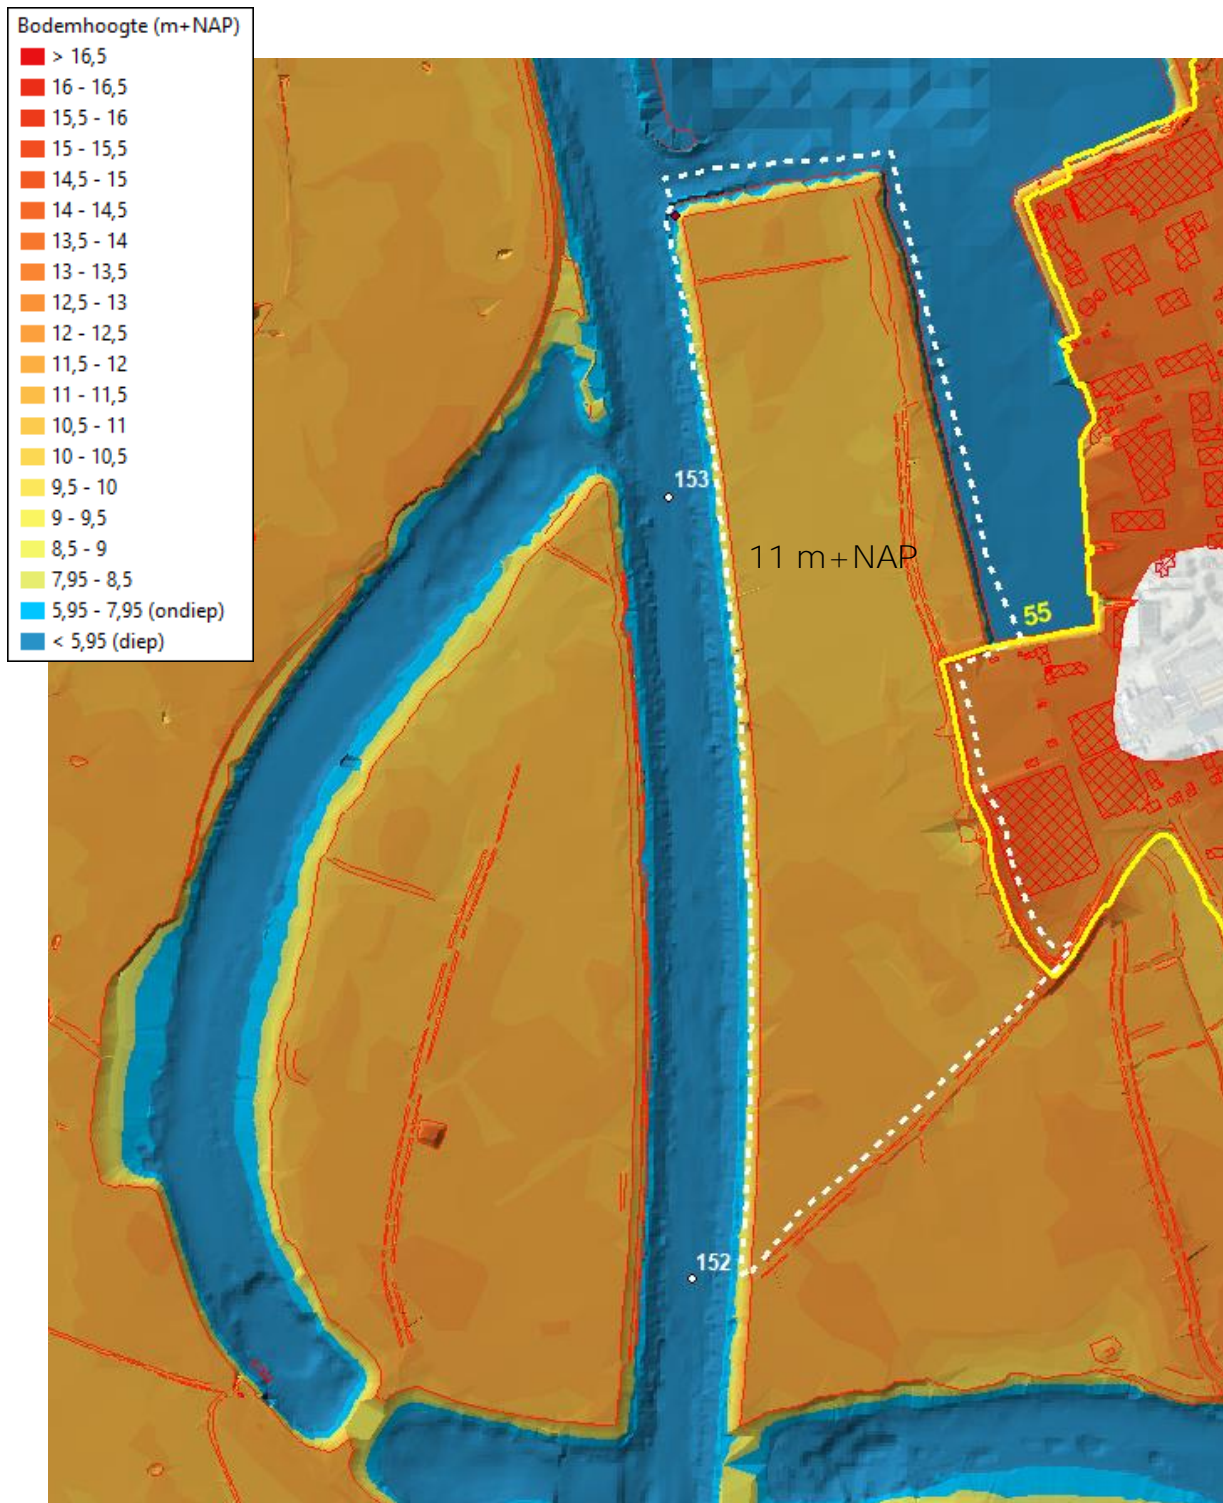 Bodemhoogte (m+NAP)
> 16,5
16 - 16,5
15,5 - 16
15 - 15,5
14,5 - 15
14 - 14,5
13,5 - 14
13 - 13,5
12,5 - 13
12 - 12,5
11,5 - 12
11 - 11,5
10,5 - 11
10 - 10,5
9,5 - 10
9 - 9,5
8,5 - 9
7,95 - 8,5
5,95 - 7,95 (ondiep)
< 5,95 (diep)
153
11 m+NAP
55
152